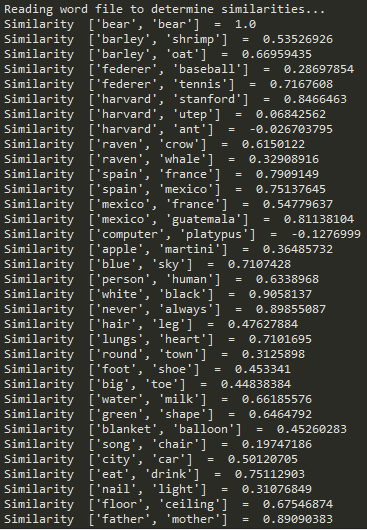 Reading word file to determine similarities...
Similarity  ['bear', 'bear']  =  1.0
Similarity  ['barley', 'shrimp']  =  0.53526926
Similarity  ['barley', 'oat']  =  0.66959435
Similarity  ['federer', 'baseball']  =  0.28697854
Similarity  ['federer', 'tennis']  =  0.7167608
Similarity  ['harvard', 'stanford']  =  0.8466463
Similarity  ['harvard', 'utep']  =  0.06842562
Similarity  ['harvard', 'ant']  =  -0.026703795
Similarity  ['raven', 'crow']  =  0.6150122
Similarity  ['raven', 'whale']  =  0.32908916
Similarity  ['spain', 'france']  =  0.7909149
Similarity  ['spain', 'mexico']  =  0.75137645
Similarity  ['mexico', 'france']  =  0.54779637
Similarity  ['mexico', 'guatemala']  =  0.81138104
Similarity  ['computer', 'platypus']  =  -0.1276999
Similarity  ['apple', 'martini']  =  0.36485732
Similarity  ['blue', 'sky']  =  0.7107428
Similarity  ['person', 'human']  =  0.6338968
Similarity  ['white', 'black']  =  0.9058137
Similarity  ['never', 'always']  =  0.89855087
Similarity  ['hair', 'leg']  =  0.47627884
Similarity  ['lungs', 'heart']  =  0.7101695
Similarity  ['round', 'town']  =  0.3125898
Similarity  ['foot', 'shoe']  =  0.453341
Similarity  ['big', 'toe']  =  0.44838384
Similarity  ['water', 'milk']  =  0.66185576
Similarity  ['green', 'shape']  =  0.6464792
Similarity  ['blanket', 'balloon']  =  0.45260283
Similarity  ['song', 'chair']  =  0.19747186
Similarity  ['city', 'car']  =  0.50120705
Similarity  ['eat', 'drink']  =  0.75112903
Similarity  ['nail', 'light']  =  0.31076849
Similarity  ['floor', 'ceiling']  =  0.67546874
Similarity  ['father', 'mother']  =  0.89090383